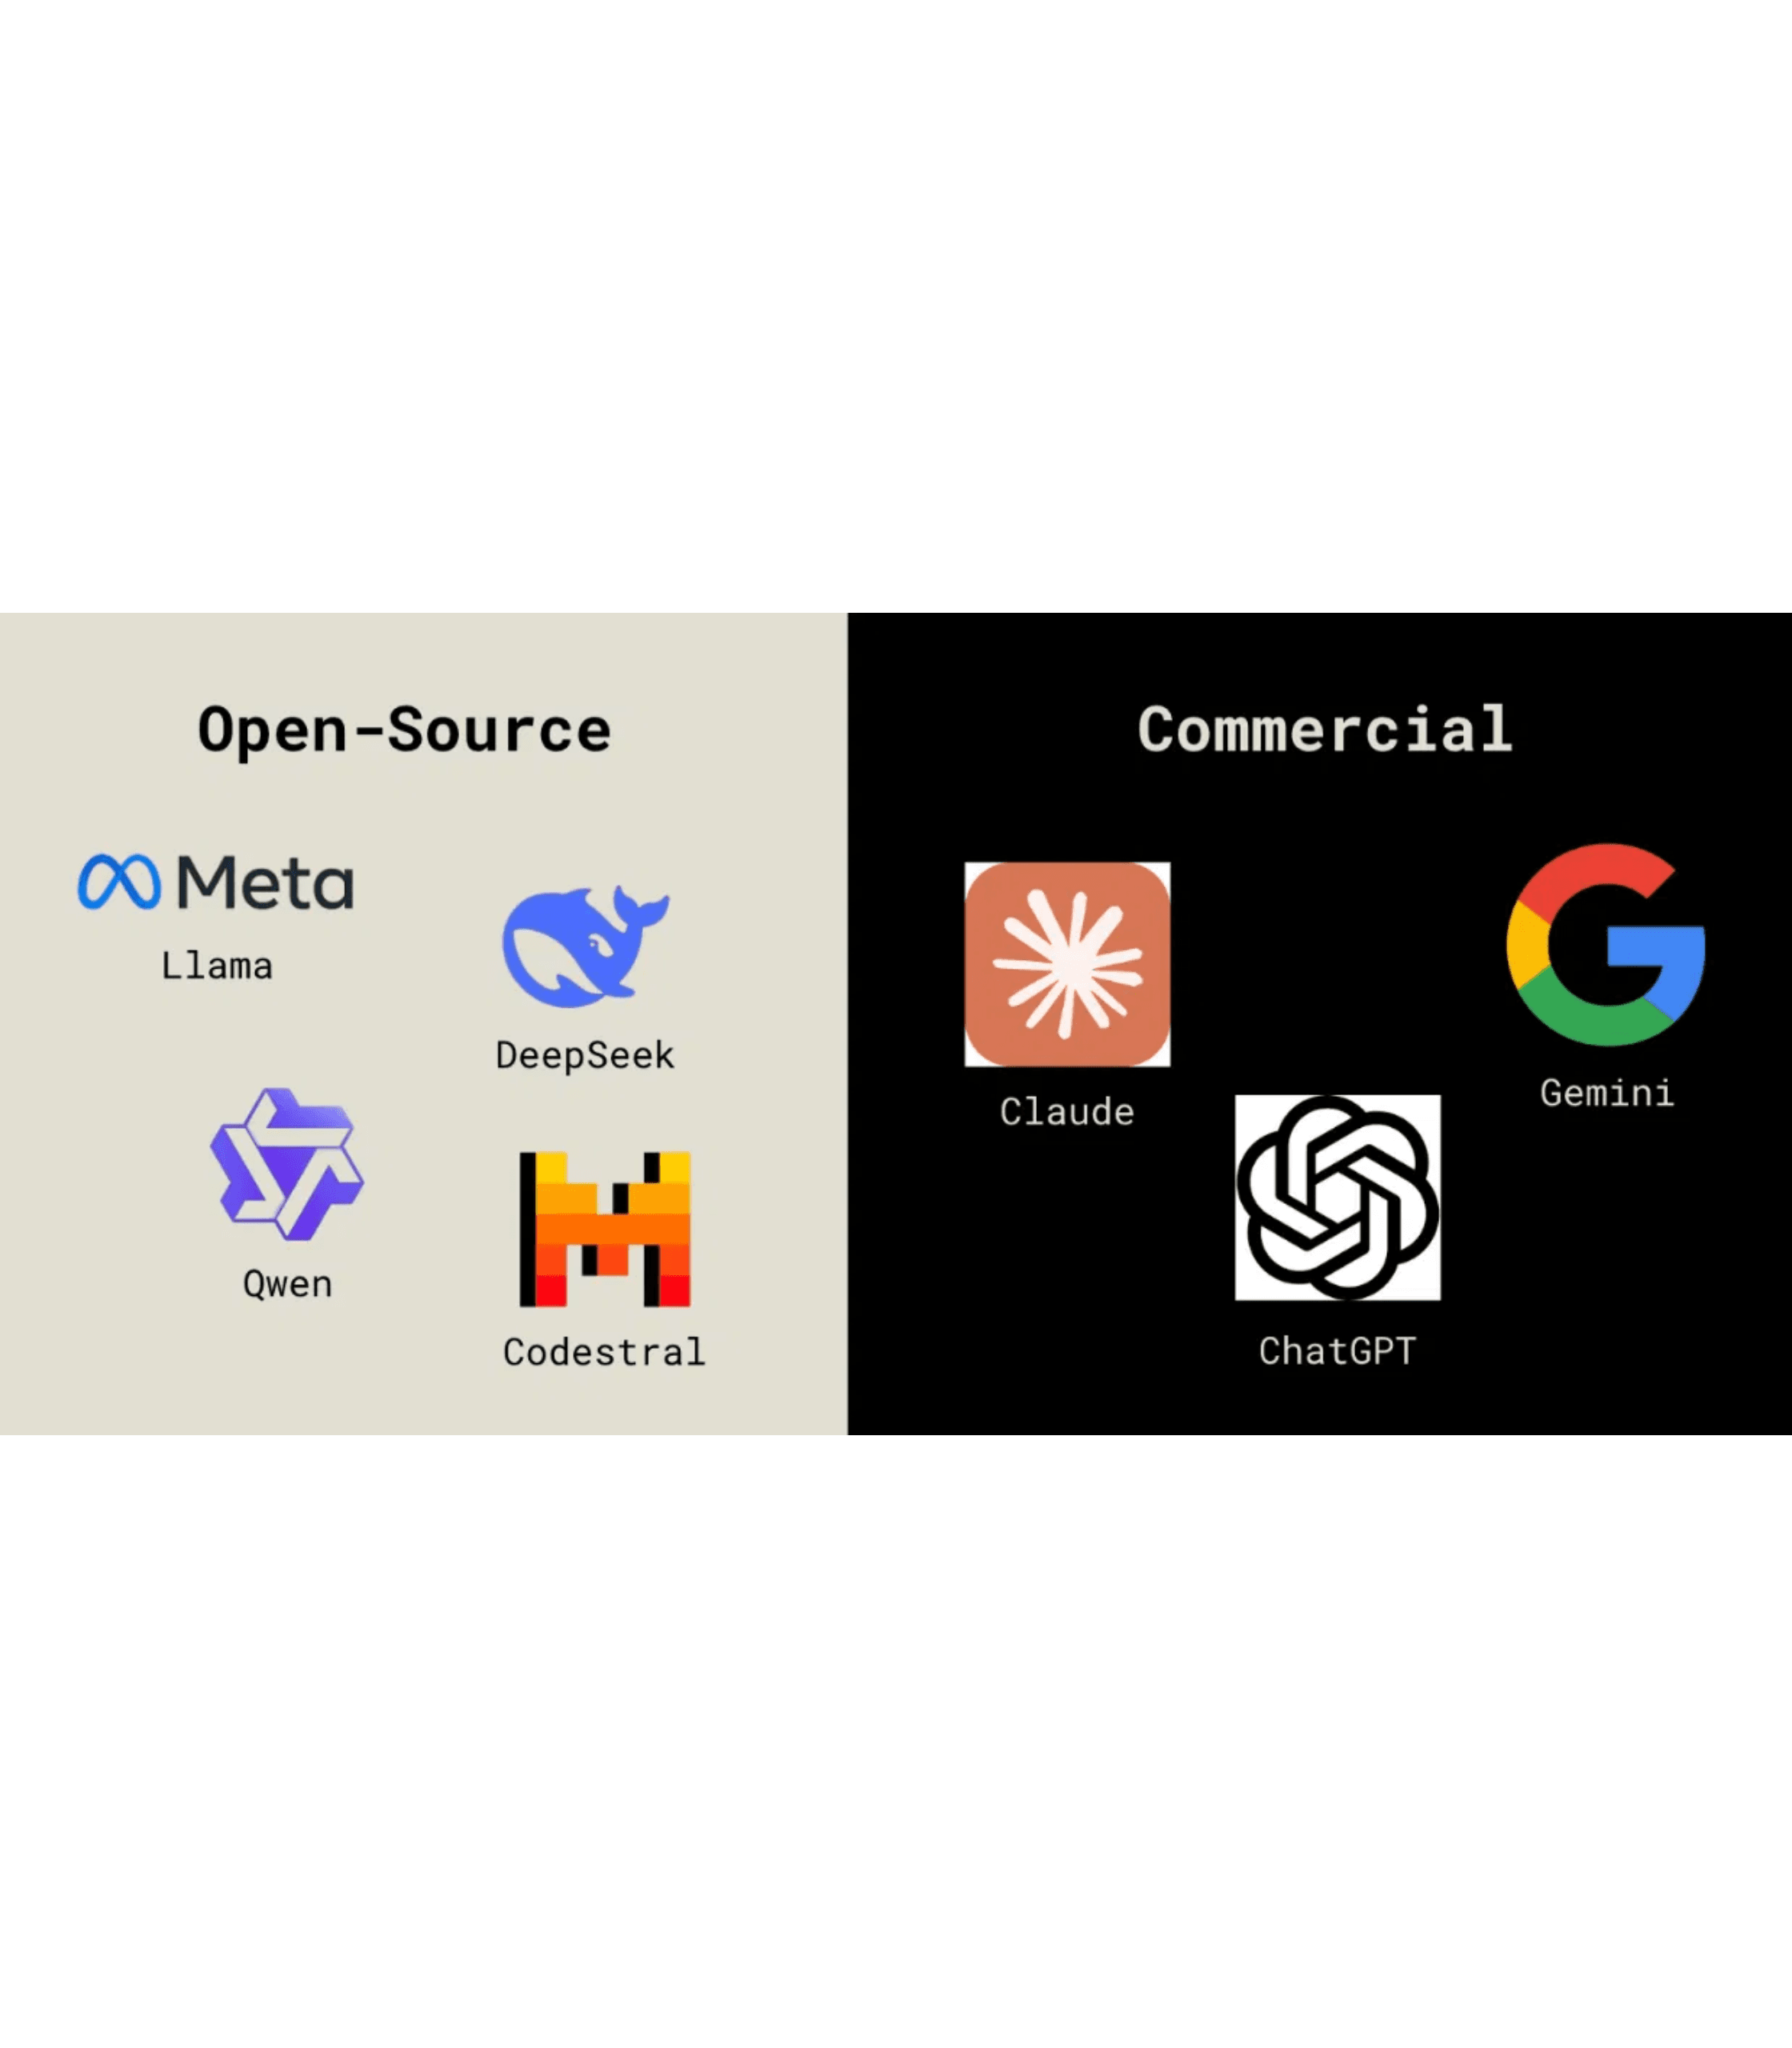 Open-Source
Meta
Llama
DeepSeek
Qwen
Codestral
Commercial
Claude
Gemini
ChatGPT